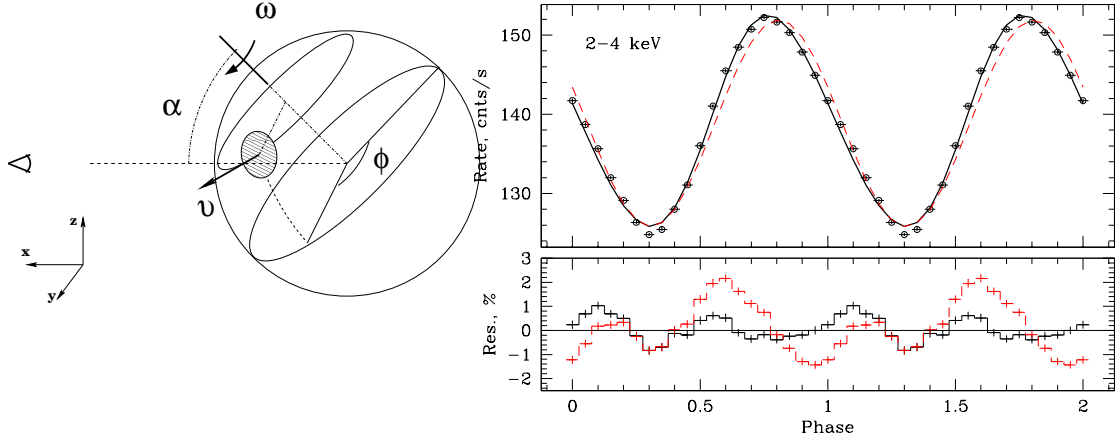 ω
α
ϕ
υ
z
x
y
2−4 keV
Rate, cnts/s
150
140
130
Res., %
3
2
1
0
-1
-2
0 0.5 1 1.5 2
Phase